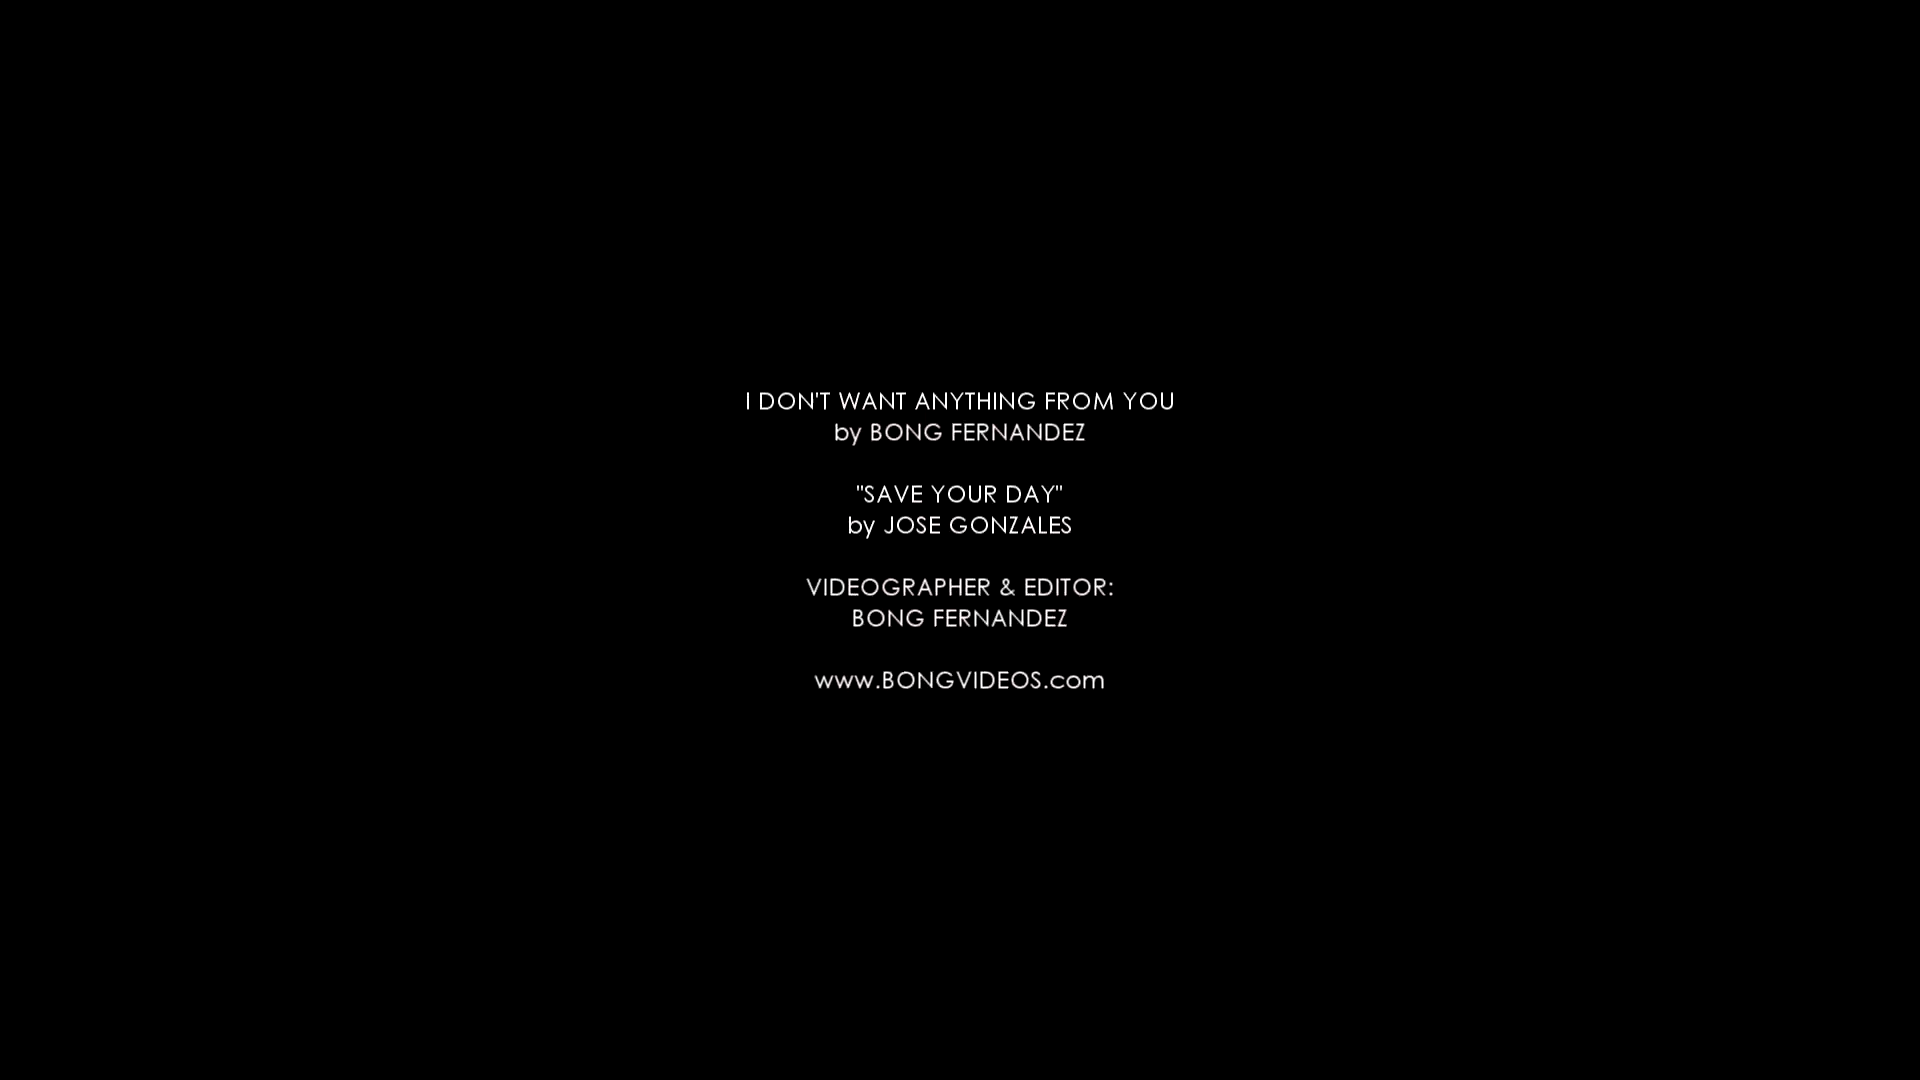 I DON'T WANT ANYTHING FROM YOU
by BONG FERNANDEZ
"SAVE YOUR DAY"
by JOSE GONZALES
VIDEOGRAPHER & EDITOR:
BONG FERNANDEZ
www.BONGVIDEOS.com